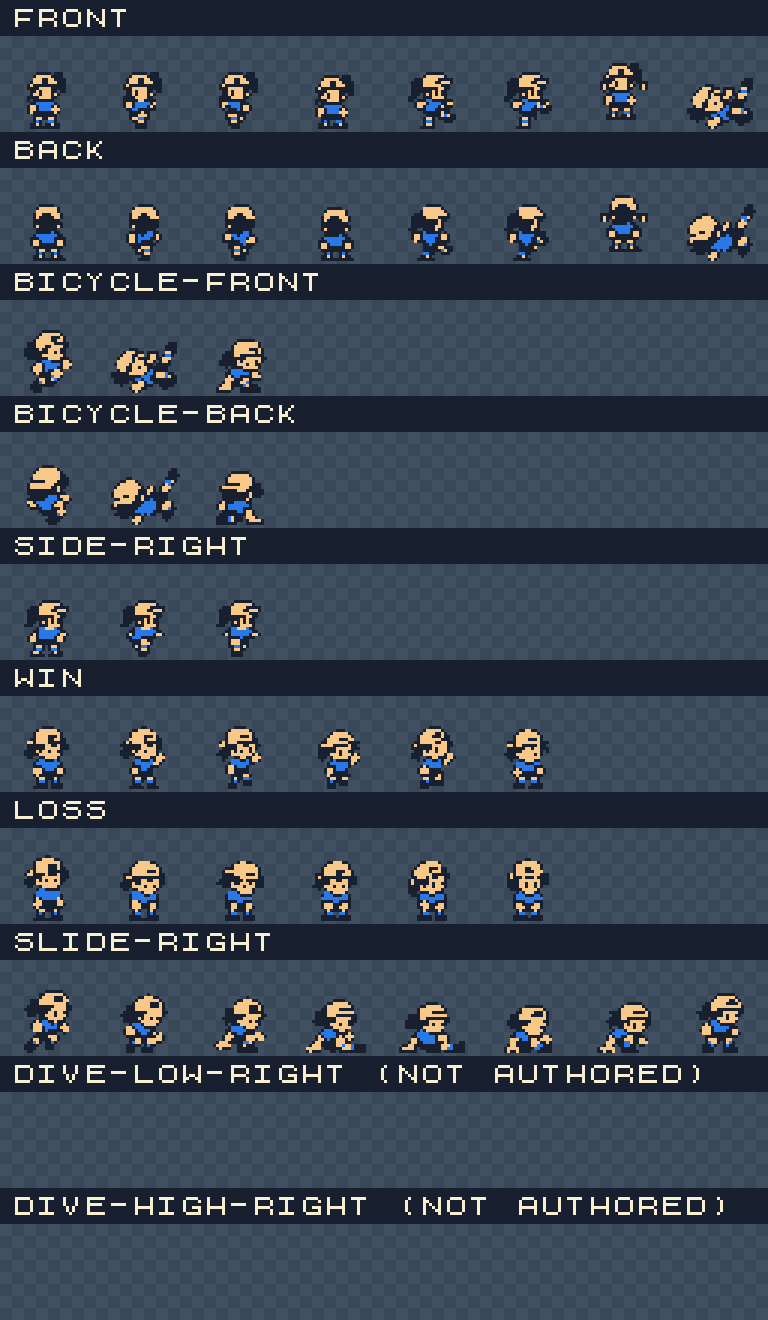 FRONT
BACK
BICYCLE-FRONT
BICYCLE-BACK
SIDE-RIGHT
WIN
LOSS
SLIDE-RIGHT
DIVE-LOW-RIGHT (NOT AUTHORED)
DIVE-HIGH-RIGHT (NOT AUTHORED)